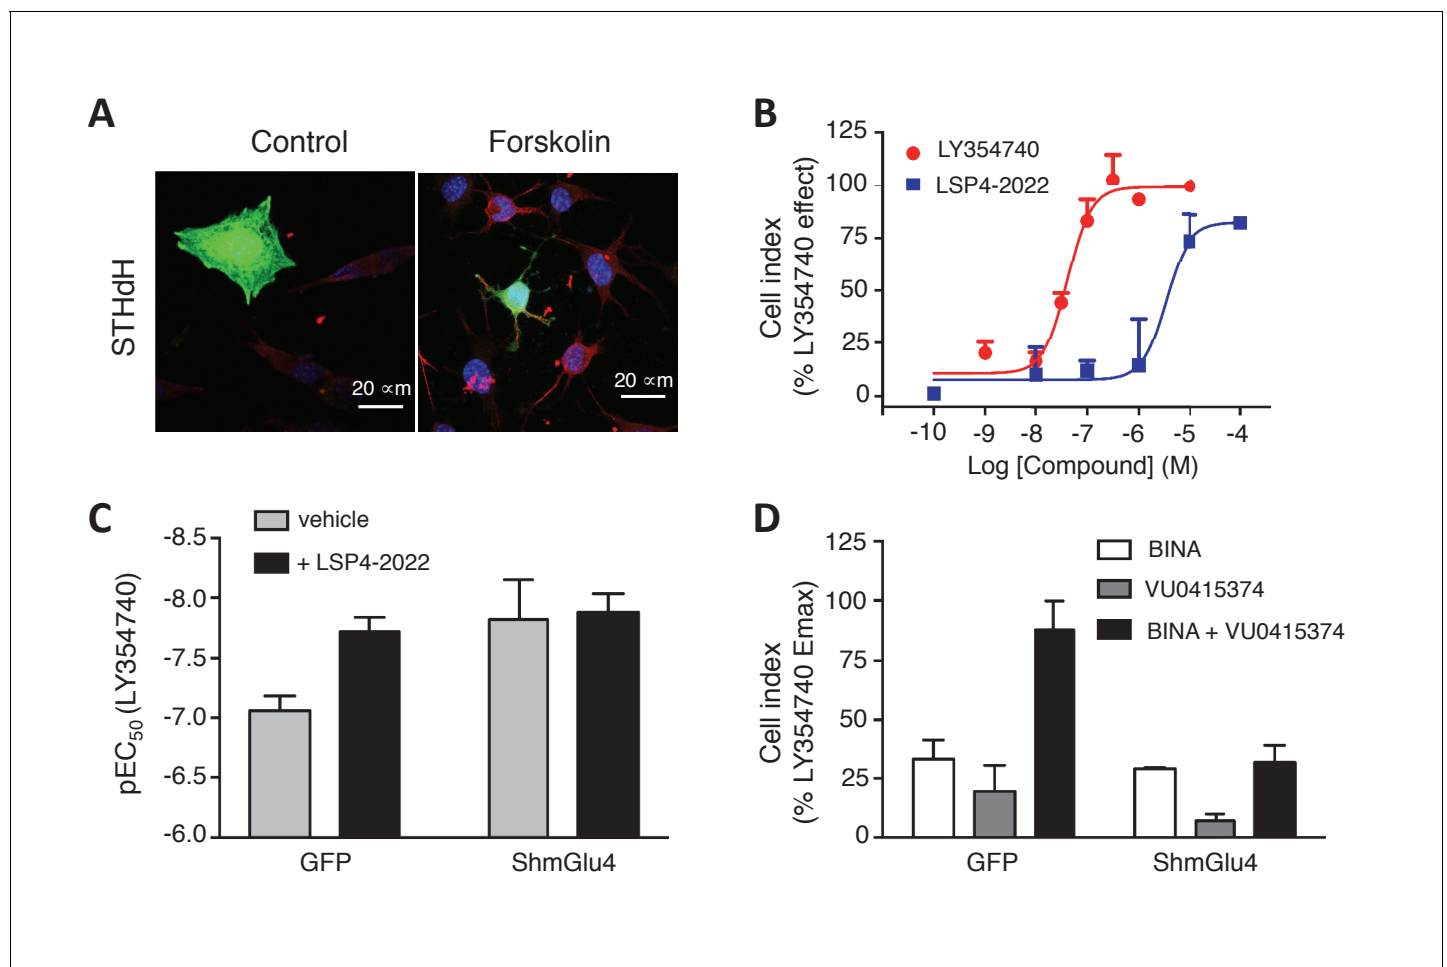 A
Control
Forskolin
STHdH
20 ∝m
20 ∝m
B
125
100
75
50
25
0
Cell index
(% LY354740 effect)
LY354740
LSP4-2022
-10 -9 -8 -7 -6 -5 -4
Log [Compound] (M)
C
vehicle
+ LSP4-2022
-8.5
-8.0
-7.5
-7.0
-6.5
-6.0
pEC50 (LY354740)
GFP
ShmGlu4
D
125
100
75
50
25
0
Cell index
(% LY354740 Emax)
BINA
VU0415374
BINA + VU0415374
GFP
ShmGlu4